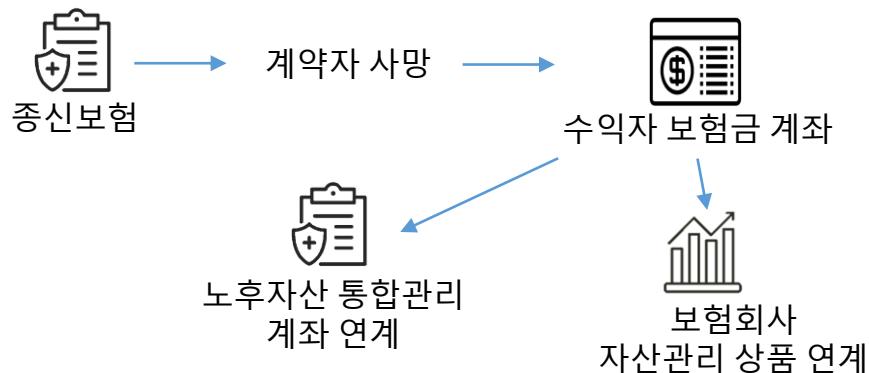 종신보험
계약자 사망
수익자 보험금 계좌
노후자산 통합관리
계좌 연계
보험회사
자산관리 상품 연계